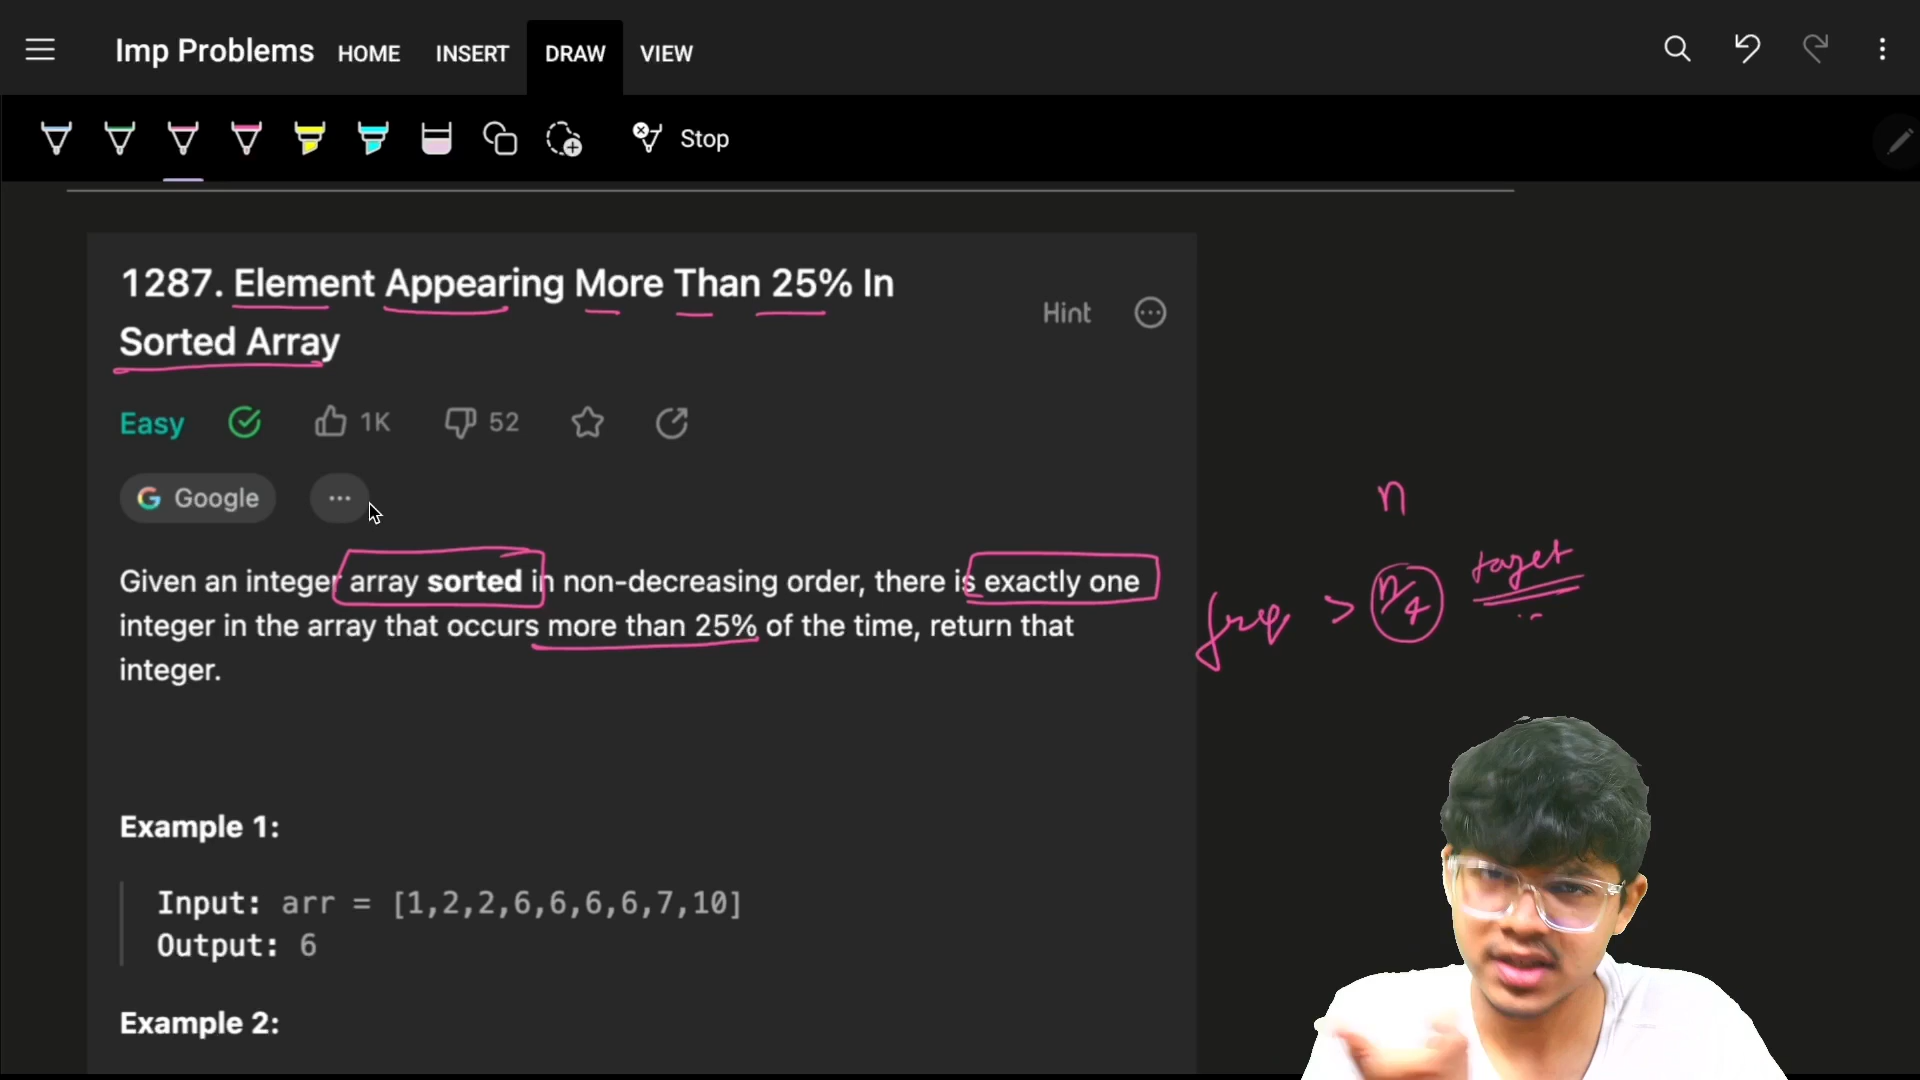 Imp Problems HOME INSERT DRAW VIEW
Stop
1287. Element Appearing More Than 25% In
Sorted Array
Hint
Easy 1K 52
Google ...
Given an integer array sorted in non-decreasing order, there is exactly one
integer in the array that occurs more than 25% of the time, return that
integer.
n
freq > n/4 target
Example 1:
Input: arr = [1,2,2,6,6,6,6,7,10]
Output: 6
Example 2: